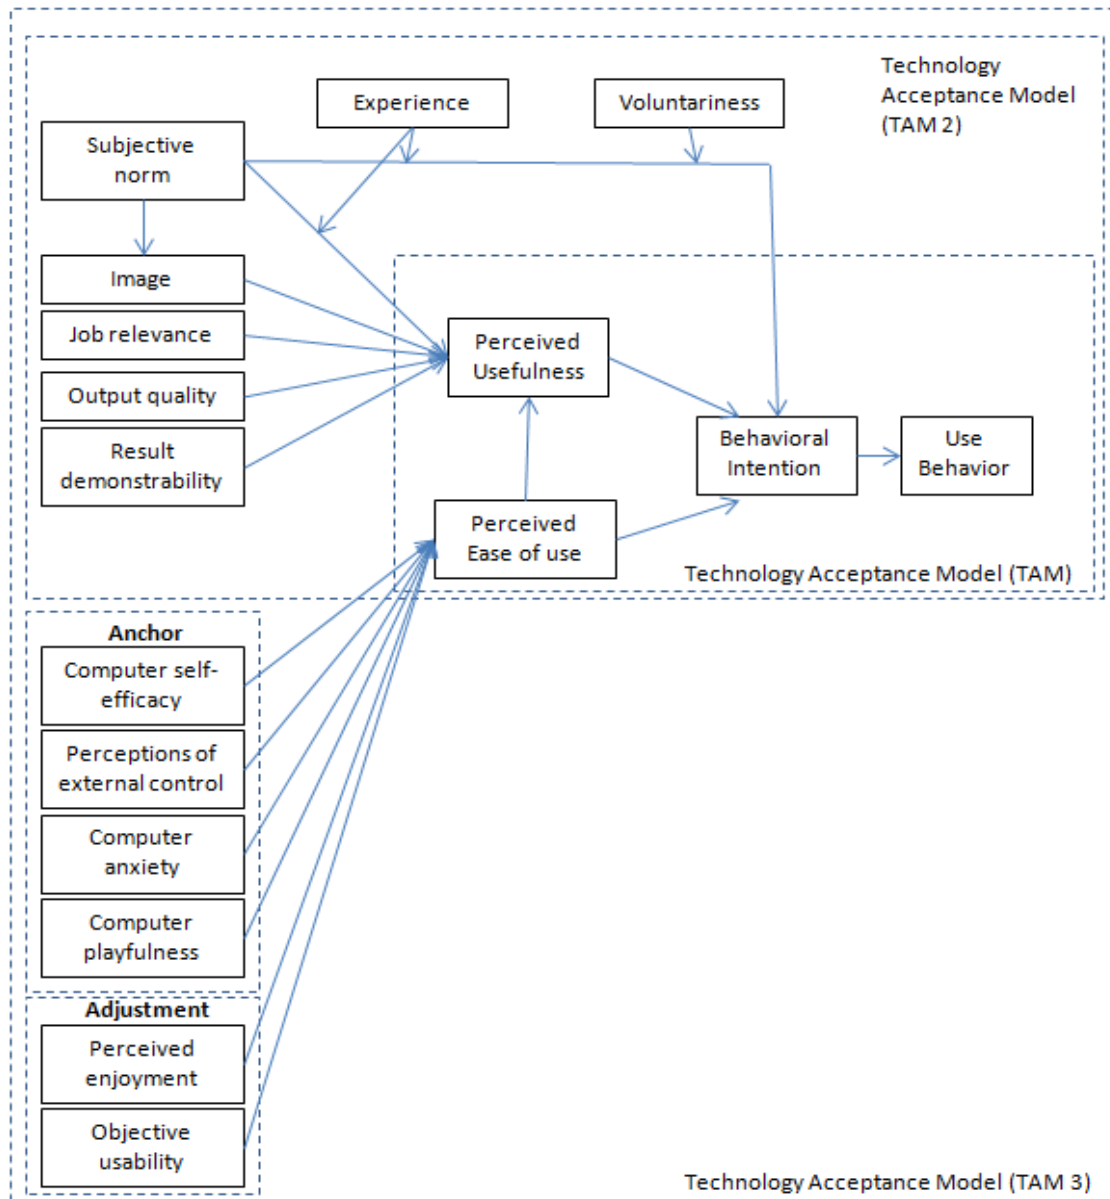 Technology
Acceptance Model
(TAM 2)
Experience
Voluntariness
Subjective
norm
Image
Job relevance
Output quality
Result
demonstrability
Perceived
Usefulness
Behavioral
Intention
Use
Behavior
Perceived
Ease of use
Technology Acceptance Model (TAM)
Anchor
Computer self-
efficacy
Perceptions of
external control
Computer
anxiety
Computer
playfulness
Adjustment
Perceived
enjoyment
Objective
usability
Technology Acceptance Model (TAM 3)